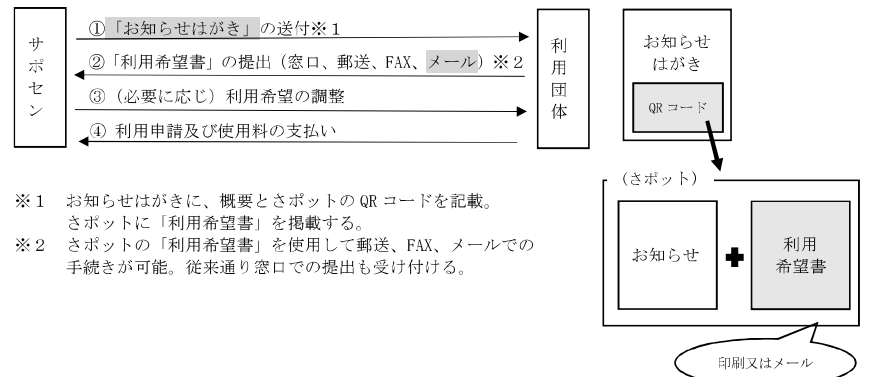 サポセン
①「お知らせはがき」の送付※１
②「利用希望書」の提出（窓口、郵送、FAX、メール）※２
③（必要に応じ）利用希望の調整
④ 利用申請及び使用料の支払い
利用団体
お知らせ
はがき
QRコード
（さポット）
お知らせ
利用
希望書
印刷又はメール
※１　お知らせはがきに、概要とさポットのQRコードを記載。
さポットに「利用希望書」を掲載する。
※２　さポットの「利用希望書」を使用して郵送、FAX、メールでの
手続きが可能。従来通り窓口での提出も受け付ける。